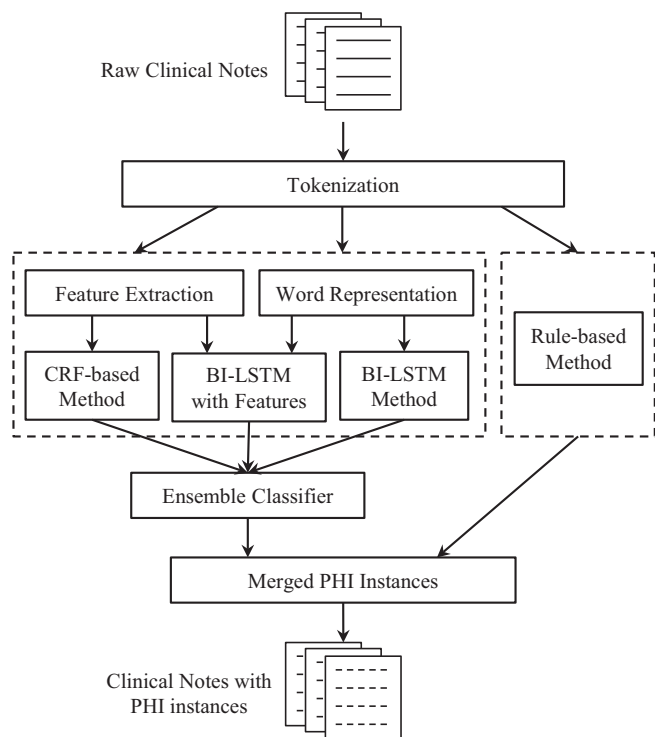 Raw Clinical Notes
Tokenization
Feature Extraction
Word Representation
CRF-based
Method
BI-LSTM
with Features
BI-LSTM
Method
Rule-based
Method
Ensemble Classifier
Merged PHI Instances
Clinical Notes with
PHI instances